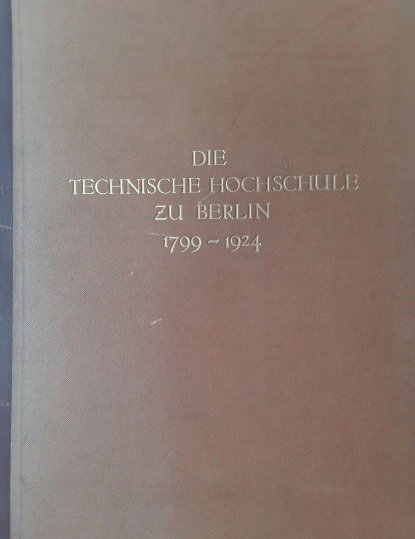 DIE
TECHNISCHE HOCHSCHULE
ZU BERLIN
1799 – 1924